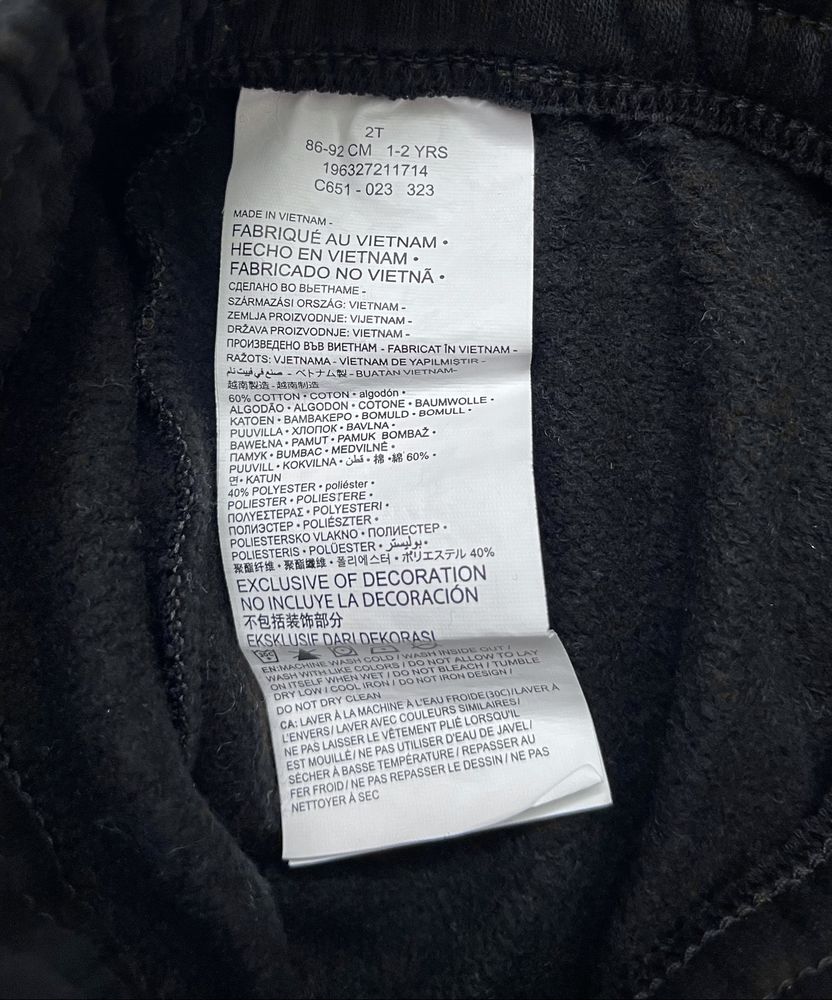 2T
86-92 CM 1-2 YRS
196327211714
C651 - 023 323
MADE IN VIETNAM -
FABRIQUÉ AU VIETNAM •
HECHO EN VIETNAM •
FABRICADO NO VIETNÃ •
СДЕЛАНО ВО ВЬЕТНАМЕ -
SZÁRMAZÁSI ORSZÁG: VIETNAM -
ZEMLJA PROIZVODNJE: VIJETNAM -
DRŽAVA PROIZVODNJE: VIETNAM -
ПРОИЗВЕДЕНО ВЪВ ВИЕТНАМ - FABRICAT ÎN VIETNAM -
RAŽOTS: VJETNAMA - VİETNAM DE YAPILMIŞTIR -
صنع في فييت نام - ベトナム製 - BUATAN VIETNAM-
越南製造 - 越南制造
60% COTTON • COTON • algodón •
ALGODÃO • ALGODON • COTONE • BAUMWOLLE •
KATOEN • BAMBAKEPO • BOMULD • BOMULL •
PUUVILLA • ХЛОПОК • BAVLNA •
BAWEŁNA • PAMUT • PAMUK BOMBAŽ •
ПАМУК • BUMBAC • MEDVILNĖ •
PUUVILL • KOKVILNA • قطن • 棉 • 綿 60% •
면 • KATUN
40% POLYESTER • poliéster •
POLIESTER • POLIESTERE •
ΠΟΛΥΕΣΤΕΡΑΣ • POLYESTERI •
ПОЛИЭСТЕР • POLIÉSZTER •
POLIESTERSKO VLAKNO • ПОЛИЕСТЕР •
POLIESTERIS • POLÜESTER • بوليستر •
聚酯纤维 • 聚酯纖維 • 폴리에스터 • ポリエステル 40%
EXCLUSIVE OF DECORATION
NO INCLUYE LA DECORACIÓN
不包括装饰部分
EKSKLUSIF DARI DEKORASI
EN:MACHINE WASH COLD / WASH INSIDE OUT /
WASH WITH LIKE COLORS / DO NOT ALLOW TO LAY
ON ITSELF WHEN WET / DO NOT BLEACH / TUMBLE
DRY LOW / COOL IRON / DO NOT IRON DESIGN /
DO NOT DRY CLEAN
CA: LAVER À LA MACHINE À L'EAU FROIDE(30C)/LAVER À
L'ENVERS/ LAVER AVEC COULEURS SIMILAIRES/
NE PAS LAISSER LE VÊTEMENT PLIÉ LORSQU'IL
EST MOUILLÉ/ NE PAS UTILISER D'EAU DE JAVEL/
SÉCHER À BASSE TEMPÉRATURE / REPASSER AU
FER FROID / NE PAS REPASSER LE DESSIN / NE PAS
NETTOYER À SEC